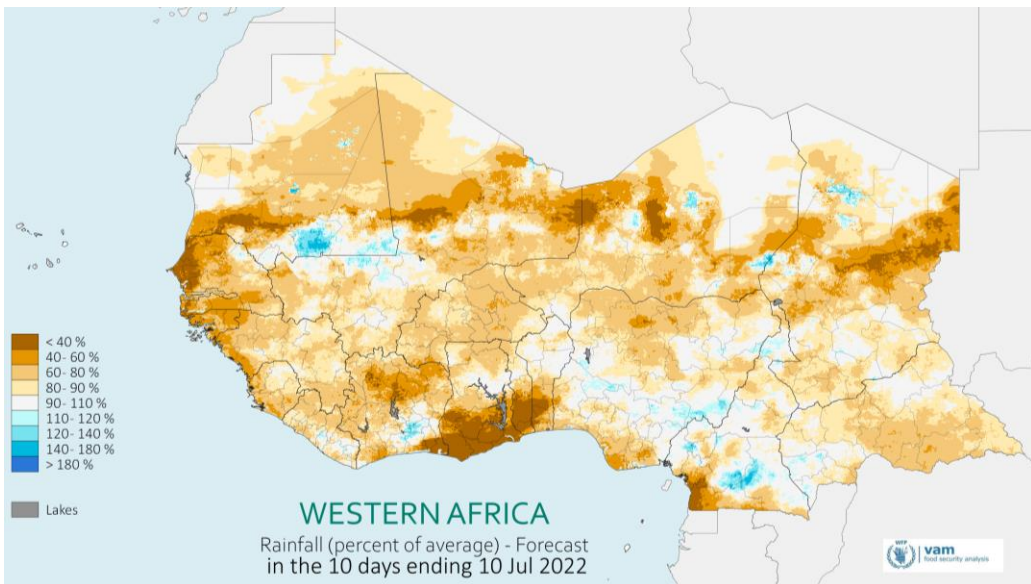 < 40 %
40- 60 %
60- 80 %
80- 90 %
90- 110 %
110- 120 %
120- 140 %
140- 180 %
> 180 %
Lakes
WESTERN AFRICA
Rainfall (percent of average) - Forecast
in the 10 days ending 10 Jul 2022
WFP
vam
food security analysis